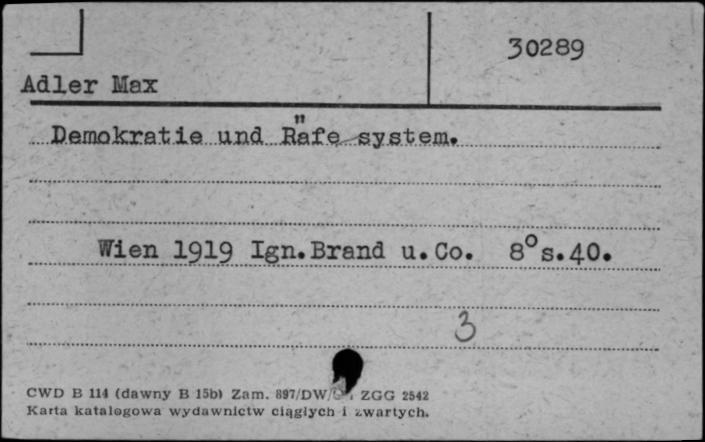 30289
Adler Max
Demokratie und Räfe system.
Wien 1919 Ign.Brand u.Co. 8° s.40.
3
CWD B 114 (dawny B 15b) Zam. 897/DW/ ZGG 2542
Karta katalogowa wydawnictw ciągłych i zwartych.